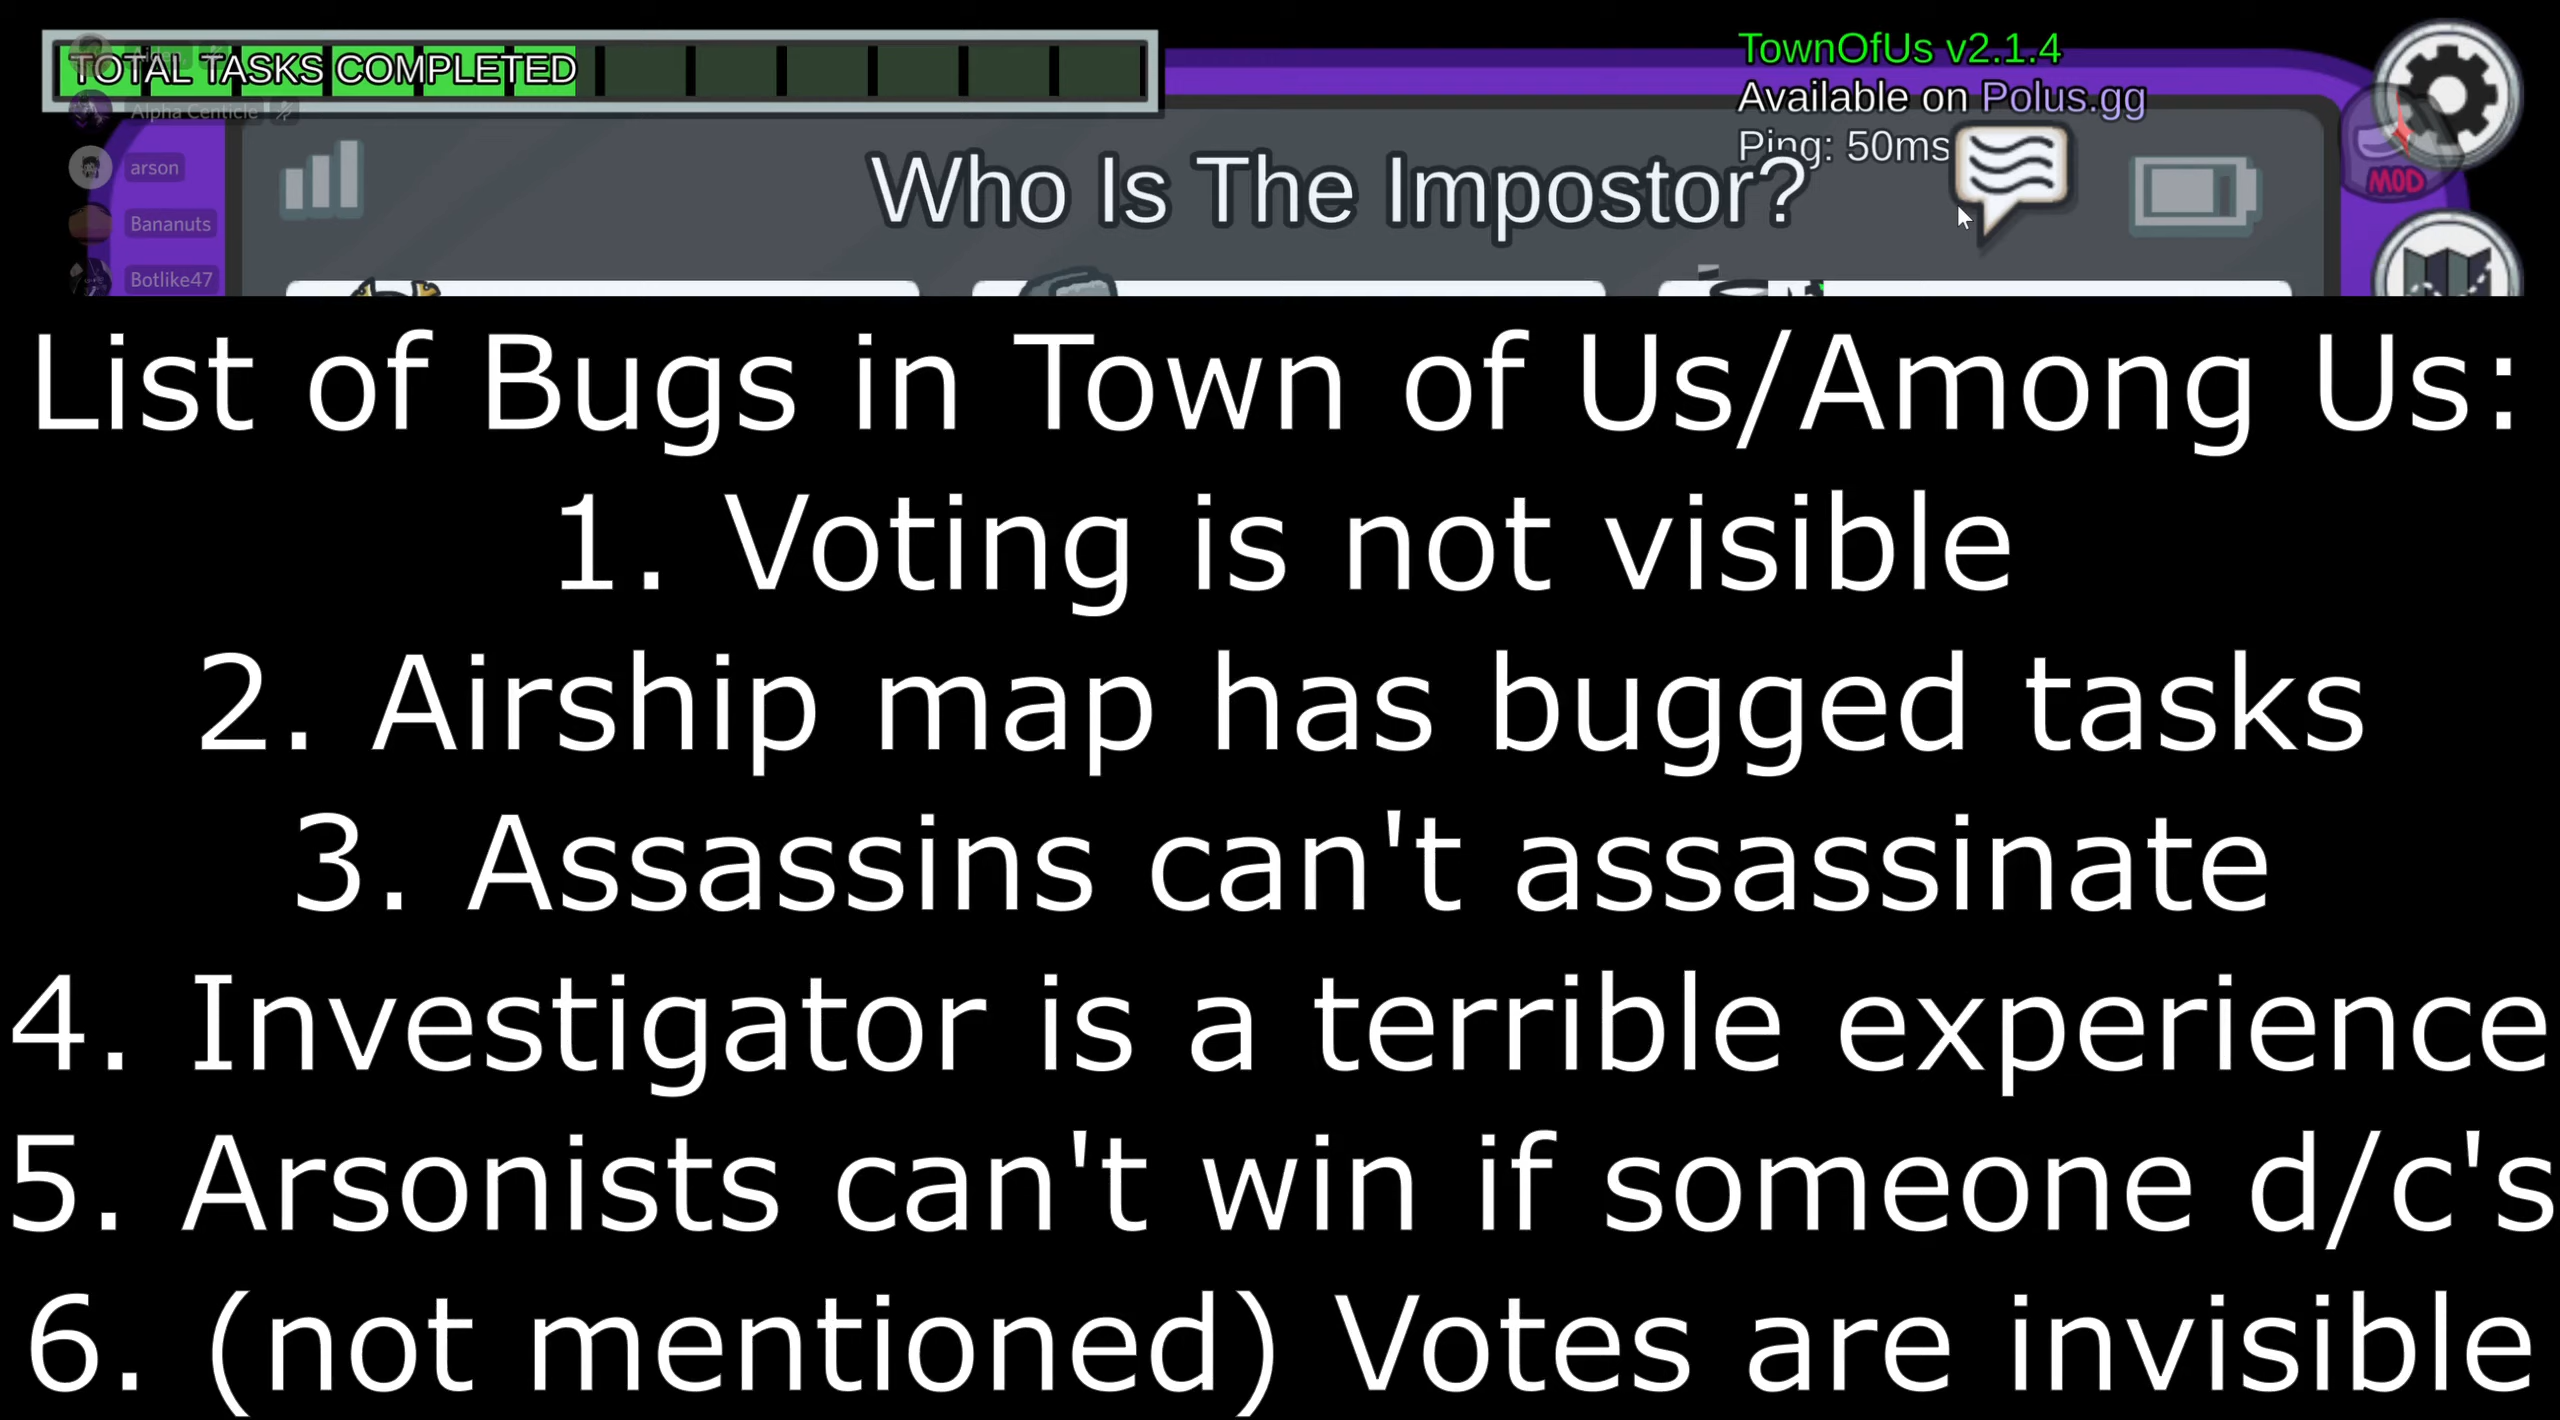 TOTAL TASKS COMPLETED
Aiden
TownOfUs v2.1.4
Available on Polus.gg
Ping: 50ms
Alpha Centicle
arson
Bananuts
Botlike47
Who Is The Impostor?
MOD
List of Bugs in Town of Us/Among Us:
1. Voting is not visible
2. Airship map has bugged tasks
3. Assassins can't assassinate
4. Investigator is a terrible experience
5. Arsonists can't win if someone d/c's
6. (not mentioned) Votes are invisible